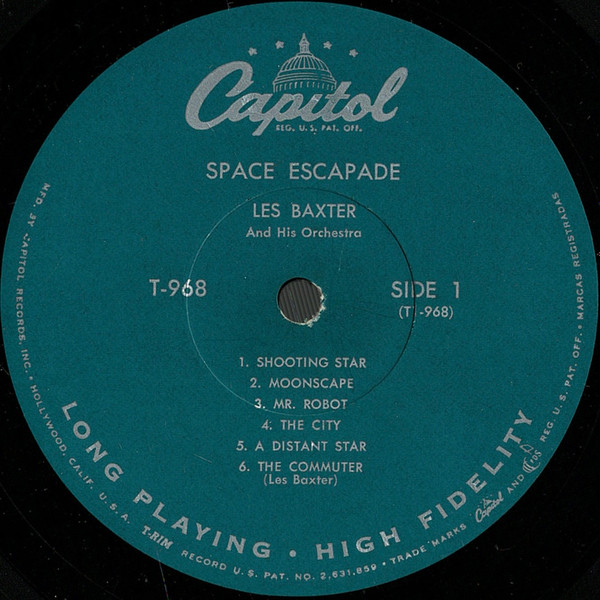 Capitol
REG. U.S. PAT. OFF.
SPACE ESCAPADE
LES BAXTER
And His Orchestra
T-968
SIDE 1
(T1-968)
1. SHOOTING STAR
2. MOONSCAPE
3. MR. ROBOT
4. THE CITY
5. A DISTANT STAR
6. THE COMMUTER
(Les Baxter)
LONG PLAYING • HIGH FIDELITY
MFD. BY CAPITOL RECORDS, INC. • HOLLYWOOD, CALIF. U.S.A. T-RIM RECORD U.S. PAT. NO. 2,631,859 • TRADE MARKS Capitol AND REG. U.S. PAT. OFF. • MARCAS REGISTRADAS